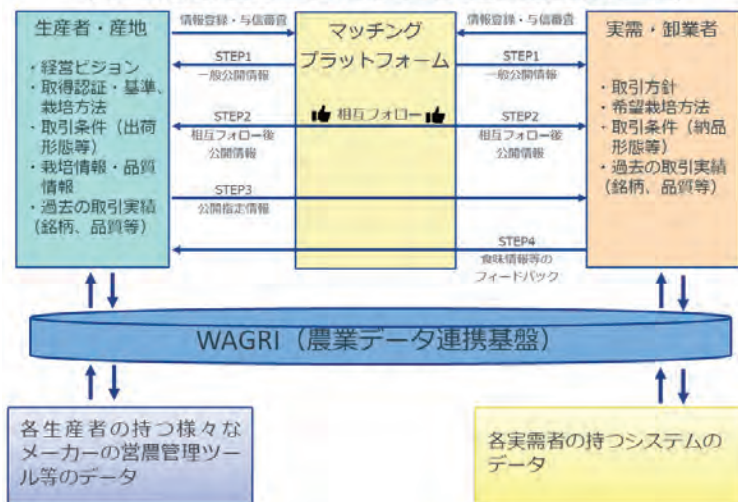 生産者・産地
・経営ビジョン
・取得認証・基準、
栽培方法
・取引条件（出荷
形態等）
・栽培情報・品質
情報
・過去の取引実績
（銘柄、品質等）
情報登録・与信審査
STEP1
一般公開情報
STEP2
相互フォロー後
公開情報
STEP3
公開指定情報
マッチング
プラットフォーム
相互フォロー
情報登録・与信審査
STEP1
一般公開情報
STEP2
相互フォロー後
公開情報
STEP4
食味情報等の
フィードバック
実需・卸業者
・取引方針
・希望栽培方法
・取引条件（納品
形態等）
・過去の取引実績
（銘柄、品質等）
WAGRI（農業データ連携基盤）
各生産者の持つ様々な
メーカーの営農管理ツー
ル等のデータ
各実需者の持つシステムの
データ